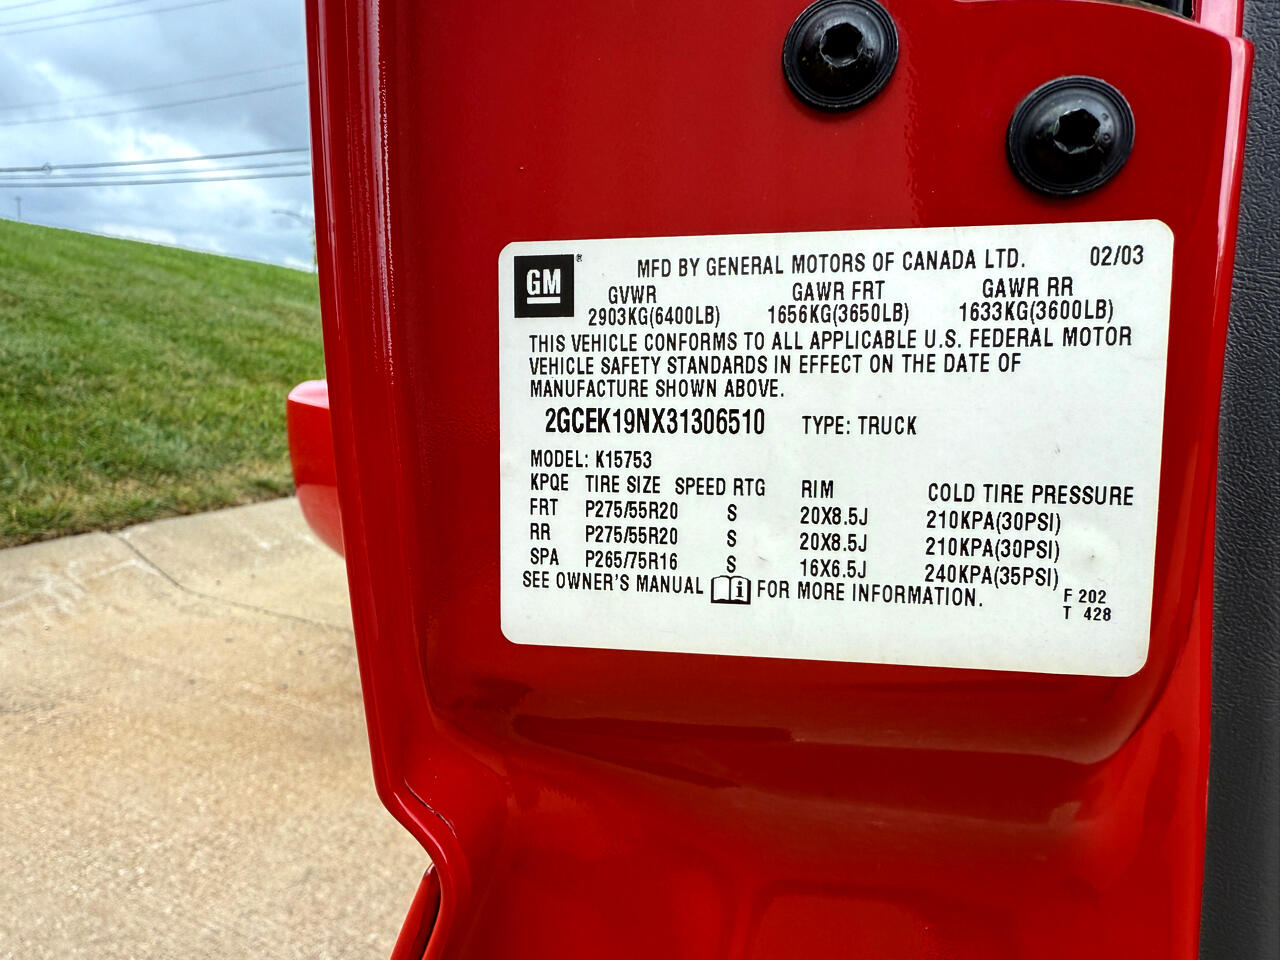 GM®
MFD BY GENERAL MOTORS OF CANADA LTD. 02/03
GVWR GAWR FRT GAWR RR
2903KG(6400LB) 1656KG(3650LB) 1633KG(3600LB)
THIS VEHICLE CONFORMS TO ALL APPLICABLE U.S. FEDERAL MOTOR
VEHICLE SAFETY STANDARDS IN EFFECT ON THE DATE OF
MANUFACTURE SHOWN ABOVE.
2GCEK19NX31306510 TYPE: TRUCK
MODEL: K15753
KPQE TIRE SIZE SPEED RTG RIM COLD TIRE PRESSURE
FRT P275/55R20 S 20X8.5J 210KPA(30PSI)
RR P275/55R20 S 20X8.5J 210KPA(30PSI)
SPA P265/75R16 S 16X6.5J 240KPA(35PSI)
SEE OWNER'S MANUAL i FOR MORE INFORMATION.
F 202
T 428